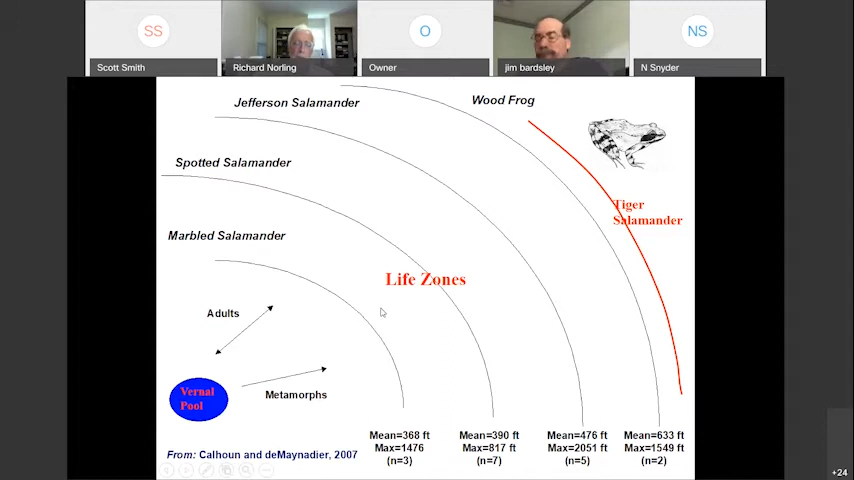 SS
O
NS
Scott Smith
Richard Norling
Owner
jim bardsley
N Snyder
Jefferson Salamander
Wood Frog
Spotted Salamander
Tiger
Salamander
Marbled Salamander
Life Zones
Adults
Vernal
Pool
Metamorphs
Mean=368 ft
Max=1476
(n=3)
Mean=390 ft
Max=817 ft
(n=7)
Mean=476 ft
Max=2051 ft
(n=5)
Mean=633 ft
Max=1549 ft
(n=2)
From: Calhoun and deMaynadier, 2007
+24